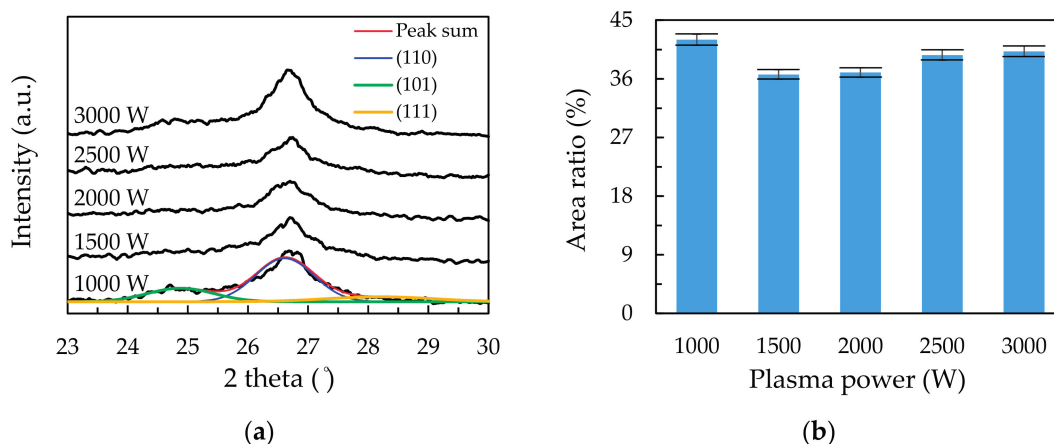 Intensity (a.u.)
Peak sum
(110)
(101)
(111)
3000 W
2500 W
2000 W
1500 W
1000 W
23 24 25 26 27 28 29 30
2 theta (°)
(a)
Area ratio (%)
45
36
27
18
9
0
1000 1500 2000 2500 3000
Plasma power (W)
(b)